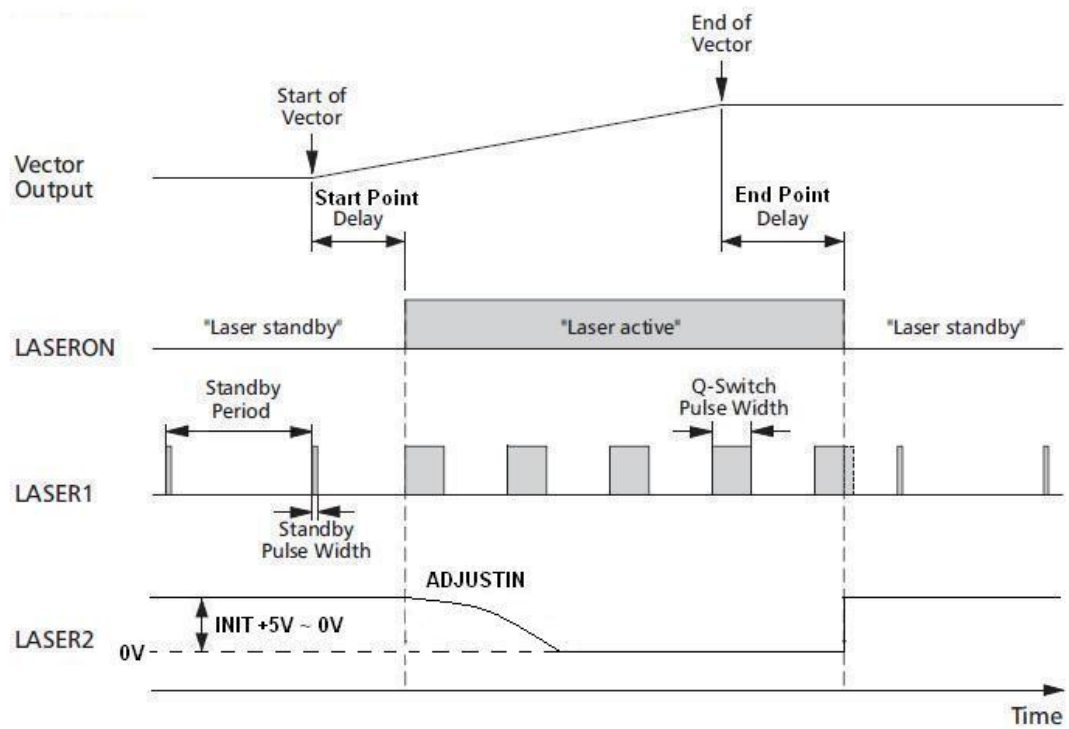 End of
Vector
Start of
Vector
Vector
Output
Start Point
Delay
End Point
Delay
"Laser standby"
"Laser active"
"Laser standby"
LASERON
Standby
Period
Q-Switch
Pulse Width
LASER1
Standby
Pulse Width
ADJUSTIN
INIT +5V ~ 0V
LASER2
0V
Time